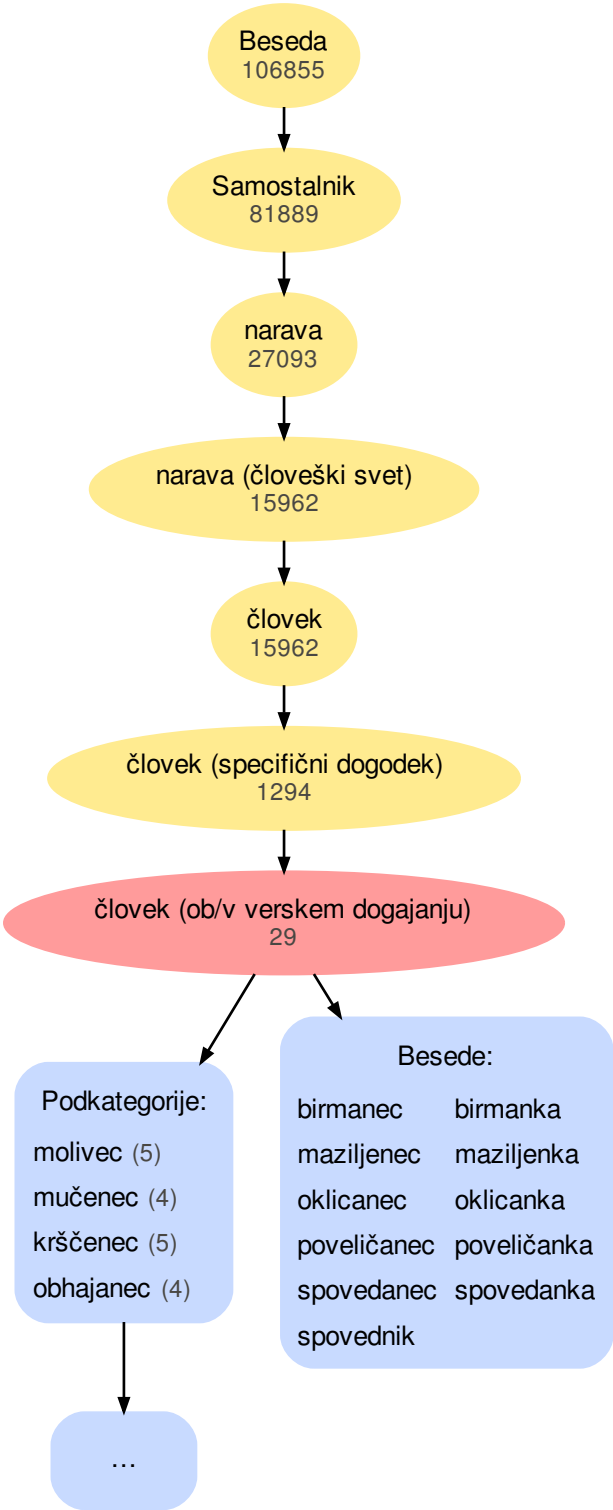 Beseda
106855
Samostalnik
81889
narava
27093
narava (človeški svet)
15962
človek
15962
človek (specifični dogodek)
1294
človek (ob/v verskem dogajanju)
29
Podkategorije:
molivec (5)
mučenec (4)
krščenec (5)
obhajanec (4)
...
Besede:
birmanec birmanka
maziljenec maziljenka
oklicanec oklicanka
poveličanec poveličanka
spovedanec spovedanka
spovednik